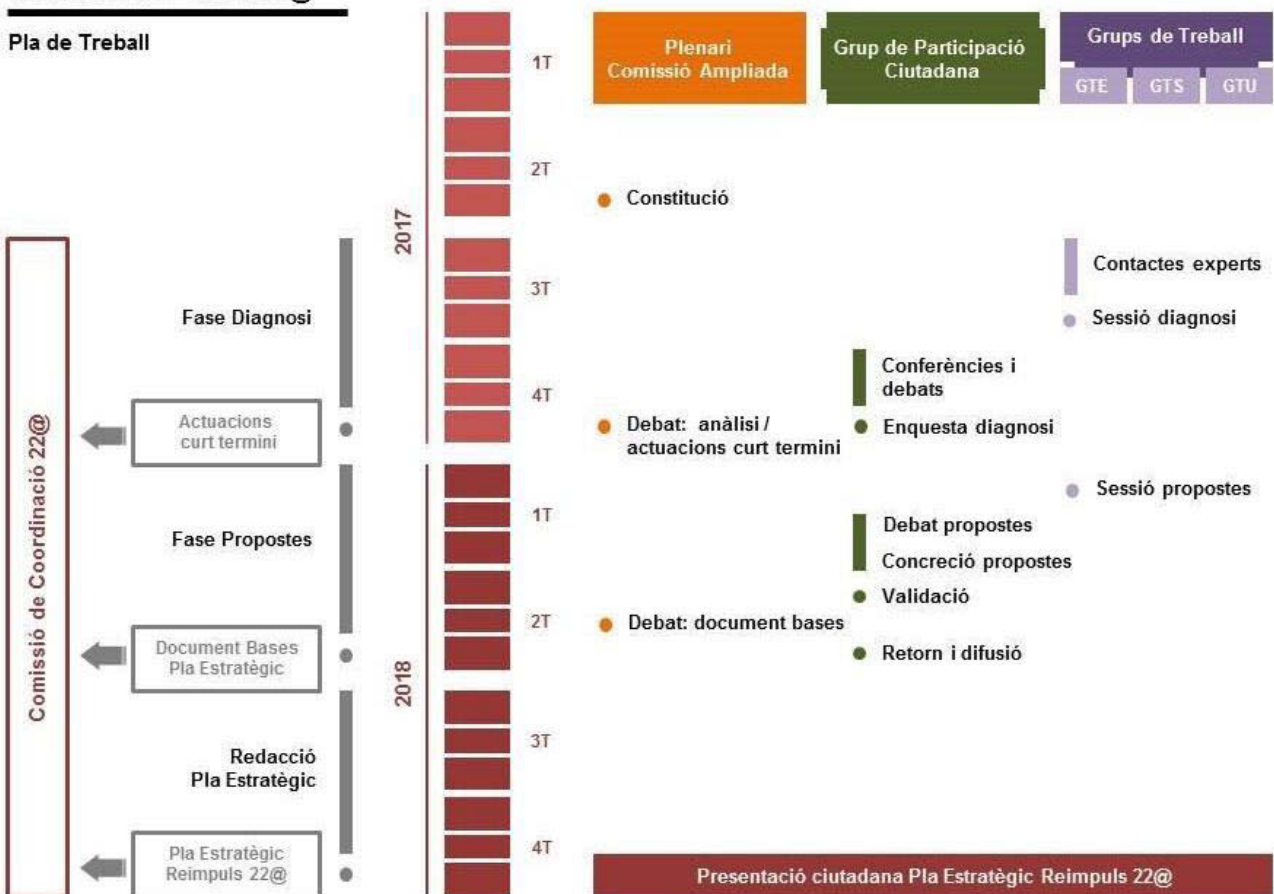 Pla de Treball
Plenari
Comissió Ampliada
Grup de Participació
Ciutadana
Grups de Treball
GTE
GTS
GTU
2017
1T
2T
3T
4T
2018
1T
2T
3T
4T
Comissió de Coordinació 22@
Fase Diagnosi
Actuacions
curt termini
Fase Propostes
Document Bases
Pla Estratègic
Redacció
Pla Estratègic
Pla Estratègic
Reimpuls 22@
Constitució
Debat: anàlisi /
actuacions curt termini
Debat: document bases
Conferències i
debats
Enquesta diagnosi
Debat propostes
Concreció propostes
Validació
Retorn i difusió
Contactes experts
Sessió diagnosi
Sessió propostes
Presentació ciutadana Pla Estratègic Reimpuls 22@